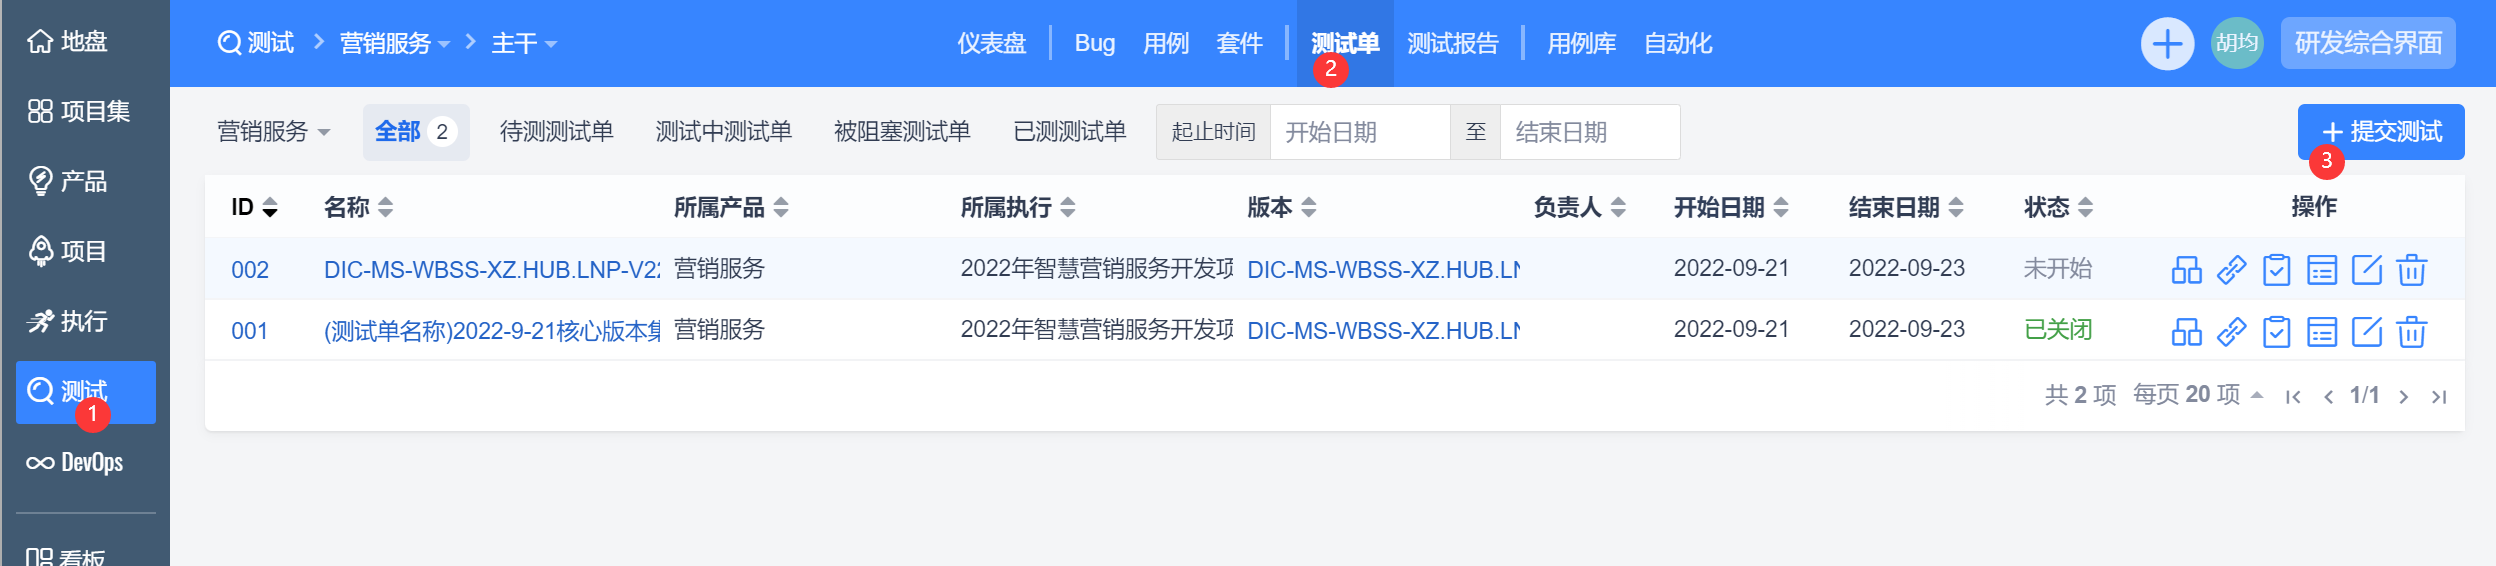 地盘
项目集
产品
项目
执行
测试
1
DevOps
看板
测试 > 营销服务 > 主干
仪表盘 Bug 用例 套件 测试单 测试报告 用例库 自动化
2
胡均 研发综合界面
营销服务 全部 2 待测测试单 测试中测试单 被阻塞测试单 已测测试单 起止时间 开始日期 至 结束日期
+ 提交测试
3
ID 名称 所属产品 所属执行 版本 负责人 开始日期 结束日期 状态 操作
002 DIC-MS-WBSS-XZ.HUB.LNP-V22 营销服务 2022年智慧营销服务开发项 DIC-MS-WBSS-XZ.HUB.LN 2022-09-21 2022-09-23 未开始
001 (测试单名称)2022-9-21核心版本集 营销服务 2022年智慧营销服务开发项 DIC-MS-WBSS-XZ.HUB.LN 2022-09-21 2022-09-23 已关闭
共 2 项 每页 20 项 1/1